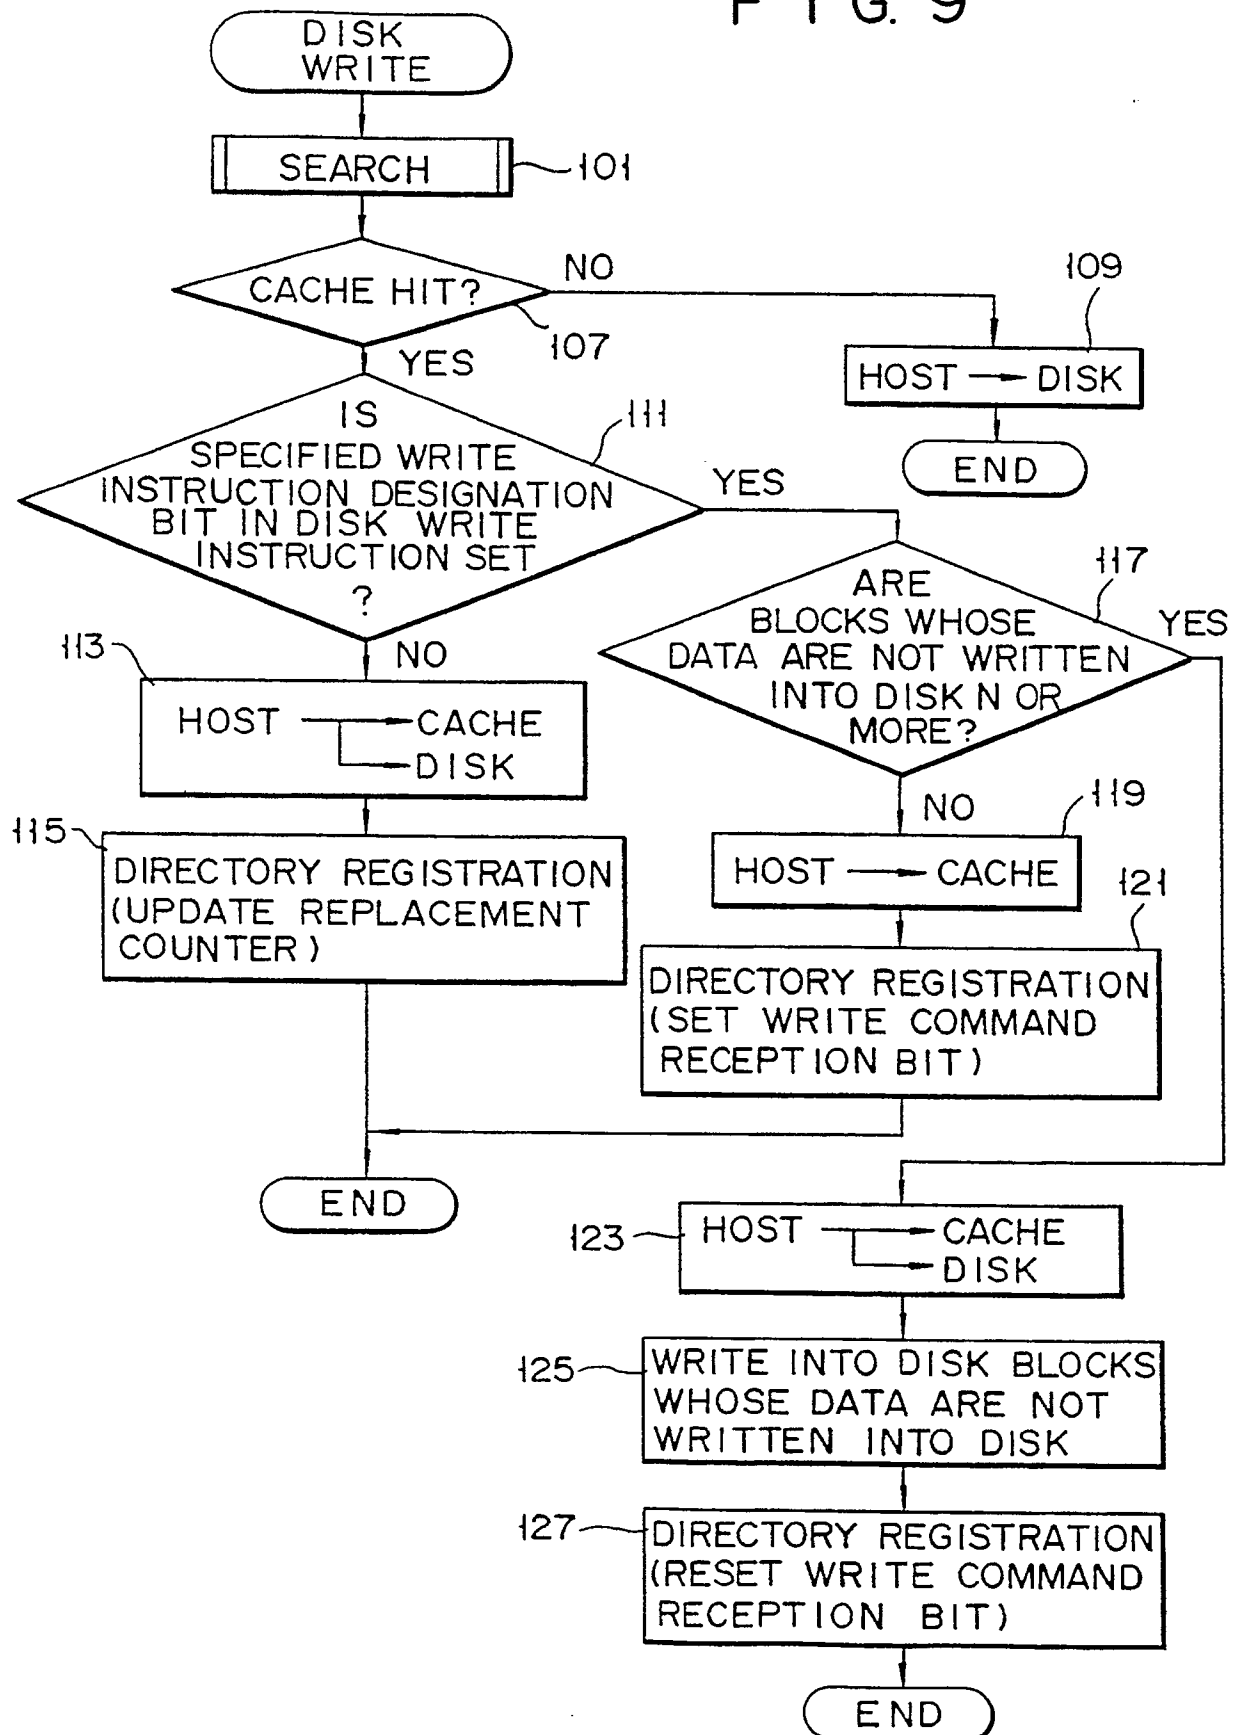 FIG. 9
DISK
WRITE
SEARCH
101
CACHE HIT?
NO
107
109
YES
HOST → DISK
END
IS
SPECIFIED WRITE
INSTRUCTION DESIGNATION
BIT IN DISK WRITE
INSTRUCTION SET
?
111
YES
NO
113
HOST → CACHE
→ DISK
115
DIRECTORY REGISTRATION
(UPDATE REPLACEMENT
COUNTER)
117
ARE
BLOCKS WHOSE
DATA ARE NOT WRITTEN
INTO DISK N OR
MORE?
YES
NO
119
HOST → CACHE
121
DIRECTORY REGISTRATION
(SET WRITE COMMAND
RECEPTION BIT)
END
123
HOST → CACHE
→ DISK
125
WRITE INTO DISK BLOCKS
WHOSE DATA ARE NOT
WRITTEN INTO DISK
127
DIRECTORY REGISTRATION
(RESET WRITE COMMAND
RECEPTION BIT)
END